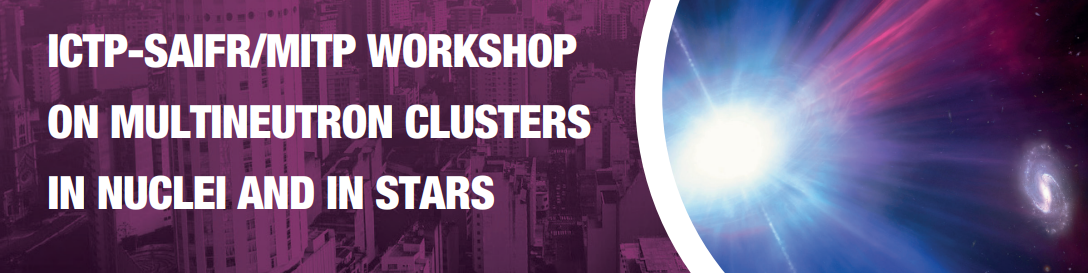 ICTP-SAIFR/MITP WORKSHOP
ON MULTINEUTRON CLUSTERS
IN NUCLEI AND IN STARS